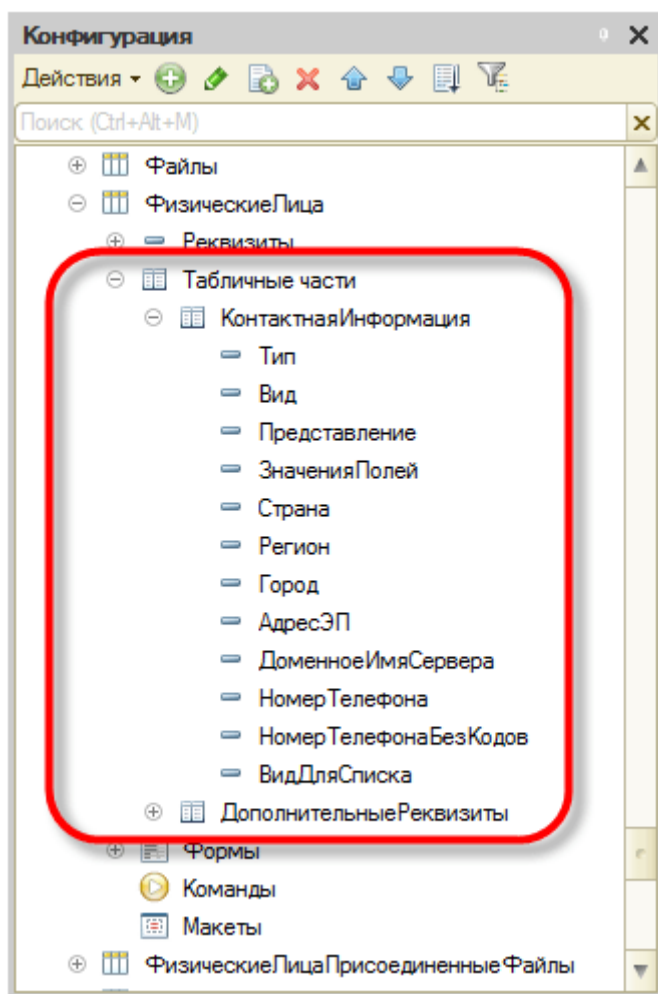 Конфигурация
Действия
Поиск (Ctrl+Alt+M)
Файлы
ФизическиеЛица
Реквизиты
Табличные части
КонтактнаяИнформация
Тип
Вид
Представление
ЗначенияПолей
Страна
Регион
Город
АдресЭП
ДоменноеИмяСервера
НомерТелефона
НомерТелефонаБезКодов
ВидДляСписка
ДополнительныеРеквизиты
Формы
Команды
Макеты
ФизическиеЛицаПрисоединенныеФайлы